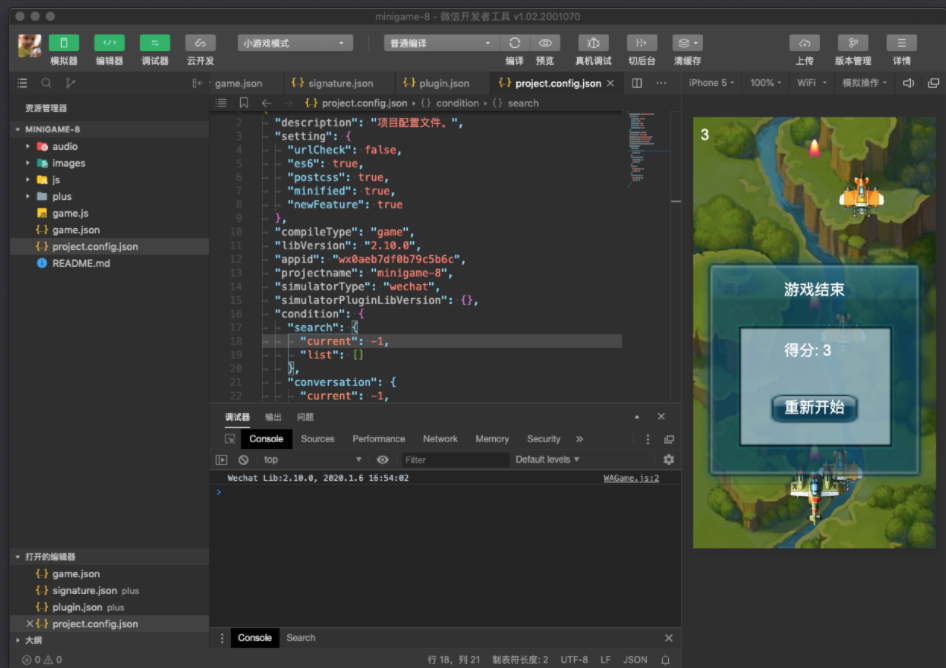 minigame-8 - 微信开发者工具 v1.02.2001070
模拟器 编辑器 调试器 云开发 小游戏模式 普通编译 编译 预览 真机调试 切后台 清缓存 上传 版本管理 详情
game.json signature.json plugin.json project.config.json iPhone 5 100% WiFi 模拟操作
project.config.json condition search
资源管理器
MINIGAME-8
audio
images
js
plus
game.js
game.json
project.config.json
README.md
2 "description": "项目配置文件。",
3 "setting": {
4 "urlCheck": false,
5 "es6": true,
6 "postcss": true,
7 "minified": true,
8 "newFeature": true
9 },
10 "compileType": "game",
11 "libVersion": "2.10.0",
12 "appid": "wx0aeb7df0b79c5b6c",
13 "projectname": "minigame-8",
14 "simulatorType": "wechat",
15 "simulatorPluginLibVersion": {},
16 "condition": {
17 "search": {
18 "current": -1,
19 "list": []
20 },
21 "conversation": {
22 "current": -1,
调试器 输出 问题
Console Sources Performance Network Memory Security
top Filter Default levels
Wechat Lib:2.10.0, 2020.1.6 16:54:02 WAGame.js:2
打开的编辑器
game.json
signature.json plus
plugin.json plus
project.config.json
大纲
0 0
Console Search
行 18，列 21 制表符长度: 2 UTF-8 LF JSON
3
游戏结束
得分: 3
重新开始